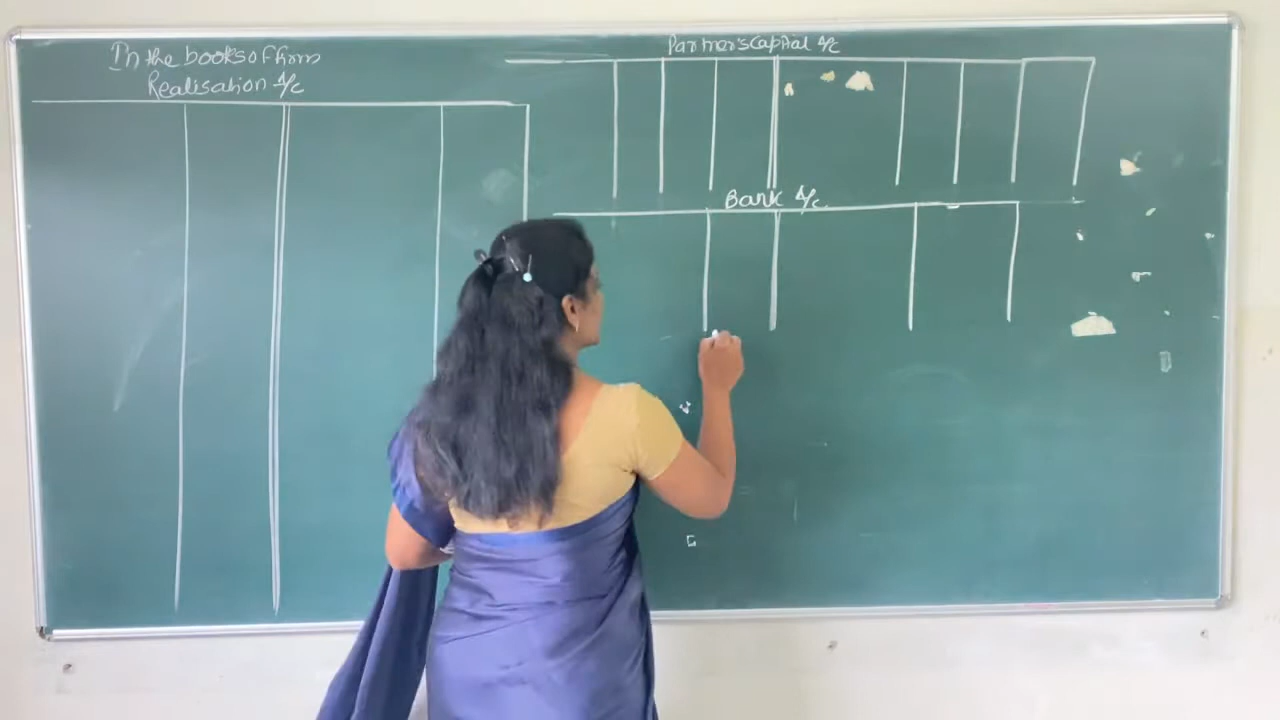 In the books of firm
Realisation A/c
Partner's Capital A/c
Bank A/c